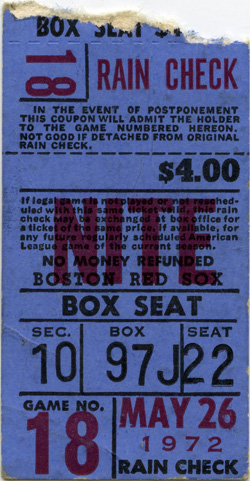 BOX SEAT $4
18
RAIN CHECK
IN THE EVENT OF POSTPONEMENT
THIS COUPON WILL ADMIT THE HOLDER
TO THE GAME NUMBERED HEREON.
NOT GOOD IF DETACHED FROM ORIGINAL
RAIN CHECK.
$4.00
NITE
If legal game is not played or not resched-
uled with this same ticket valid, this rain
check may be exchanged at box office for
a ticket of the same price, if available, for
any future regularly scheduled American
League game of the current season.
NO MONEY REFUNDED
BOSTON RED SOX
BOX SEAT
SEC. BOX SEAT
10 97J 22
GAME NO. MAY 26
18 1972
RAIN CHECK